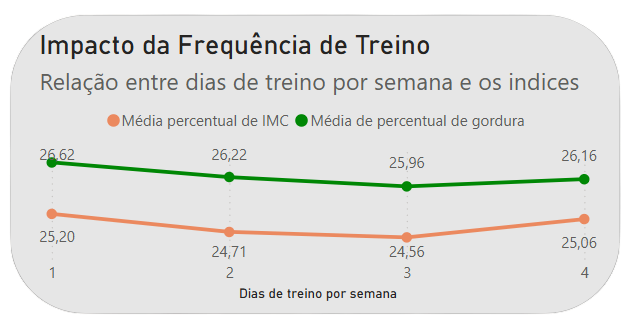 Impacto da Frequência de Treino
Relação entre dias de treino por semana e os indices
Média percentual de IMC Média de percentual de gordura
26,62 26,22 25,96 26,16
25,20 24,71 24,56 25,06
1 2 3 4
Dias de treino por semana